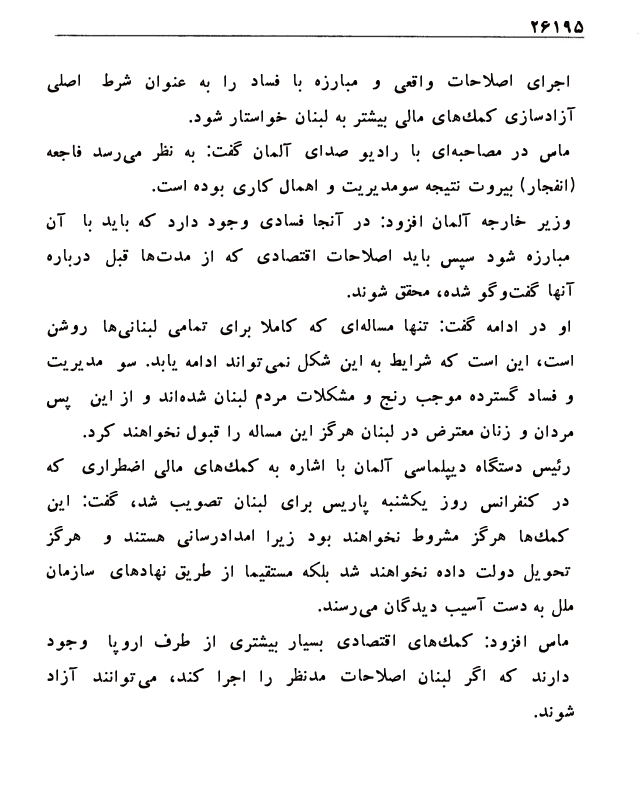 ۲۶۱۹۵
اجرای اصلاحات واقعی و مبارزه با فساد را به عنوان شرط اصلی
آزادسازی کمک‌های مالی بیشتر به لبنان خواستار شود.
ماس در مصاحبه‌ای با رادیو صدای آلمان گفت: به نظر می‌رسد فاجعه
(انفجار) بیروت نتیجه سومدیریت و اهمال کاری بوده است.
وزیر خارجه آلمان افزود: در آنجا فسادی وجود دارد که باید با آن
مبارزه شود سپس باید اصلاحات اقتصادی که از مدت‌ها قبل درباره
آنها گفت‌وگو شده، محقق شوند.
او در ادامه گفت: تنها مساله‌ای که کاملا برای تمامی لبنانی‌ها روشن
است، این است که شرایط به این شکل نمی‌تواند ادامه یابد. سو مدیریت
و فساد گسترده موجب رنج و مشکلات مردم لبنان شده‌اند و از این پس
مردان و زنان معترض در لبنان هرگز این مساله را قبول نخواهند کرد.
رئیس دستگاه دیپلماسی آلمان با اشاره به کمک‌های مالی اضطراری که
در کنفرانس روز یکشنبه پاریس برای لبنان تصویب شد، گفت: این
کمک‌ها هرگز مشروط نخواهند بود زیرا امدادرسانی هستند و هرگز
تحویل دولت داده نخواهند شد بلکه مستقیما از طریق نهادهای سازمان
ملل به دست آسیب دیدگان می‌رسند.
ماس افزود: کمک‌های اقتصادی بسیار بیشتری از طرف اروپا وجود
دارند که اگر لبنان اصلاحات مدنظر را اجرا کند، می‌توانند آزاد
شوند.